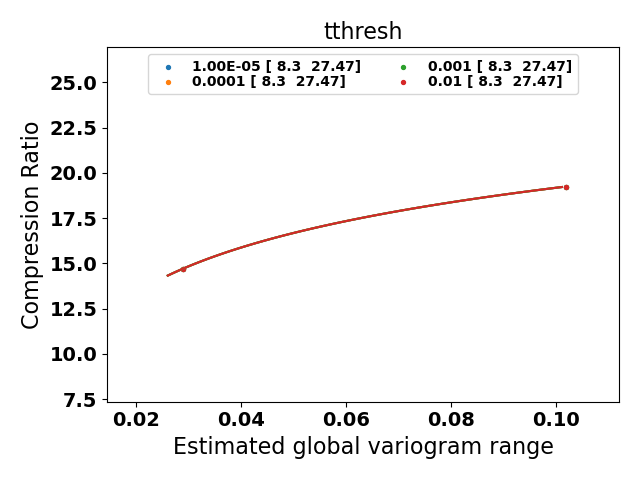 tthresh
1.00E-05 [ 8.3  27.47]
0.0001 [ 8.3  27.47]
0.001 [ 8.3  27.47]
0.01 [ 8.3  27.47]
Compression Ratio
25.0
22.5
20.0
17.5
15.0
12.5
10.0
7.5
0.02 0.04 0.06 0.08 0.10
Estimated global variogram range